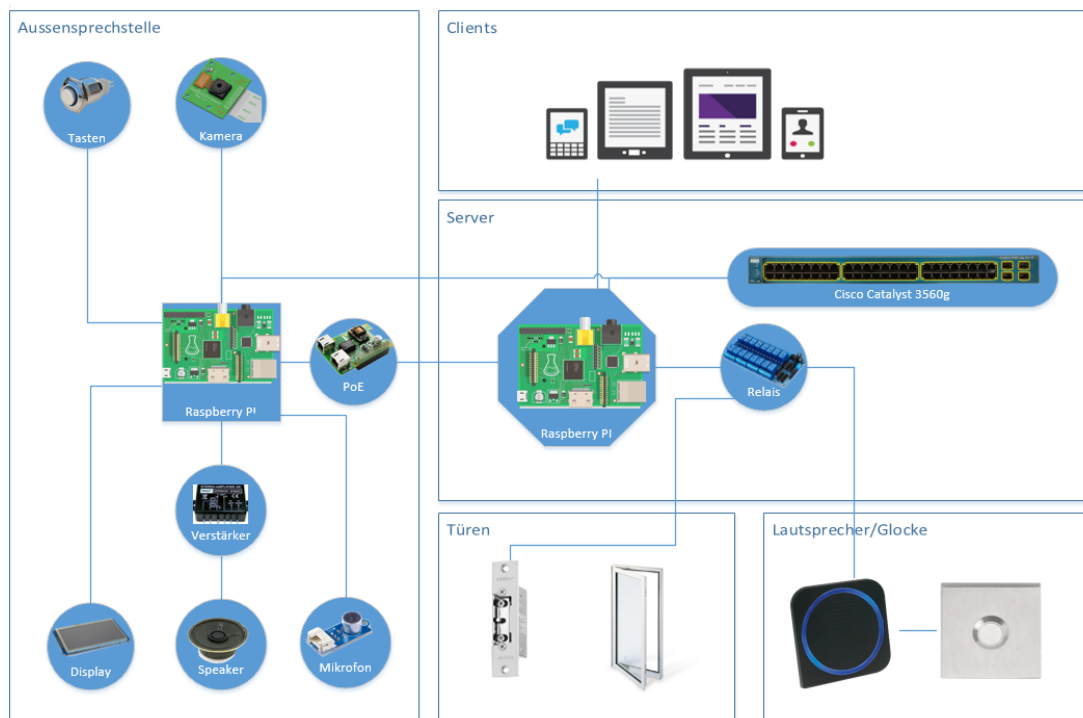 Aussensprechstelle
Tasten
Kamera
Raspberry PI
PoE
Verstärker
Display
Speaker
Mikrofon
Clients
Server
Cisco Catalyst 3560g
Raspberry PI
Relais
Türen
Lautsprecher/Glocke